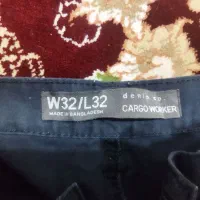 W32/L32
MADE IN BANGLADESH
denim co
CARGO WORKER